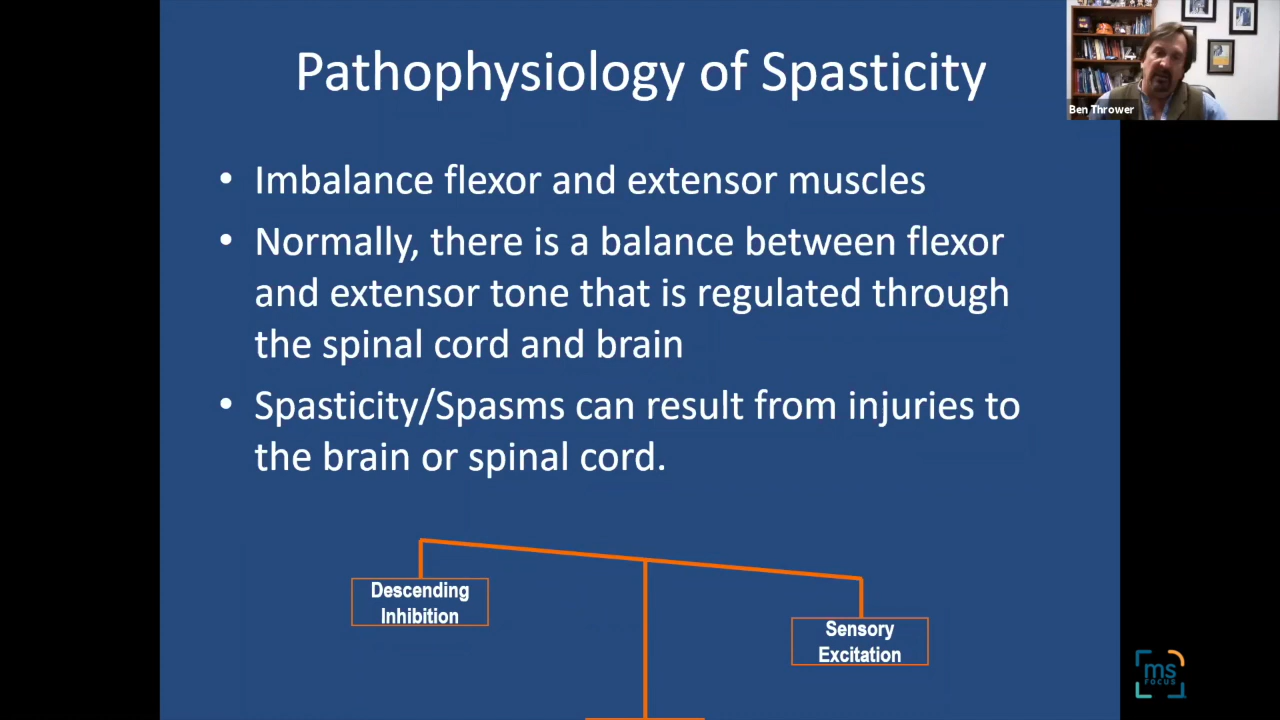 Pathophysiology of Spasticity
Ben Thrower
• Imbalance flexor and extensor muscles
• Normally, there is a balance between flexor
and extensor tone that is regulated through
the spinal cord and brain
• Spasticity/Spasms can result from injuries to
the brain or spinal cord.
Descending
Inhibition
Sensory
Excitation
ms
FOCUS